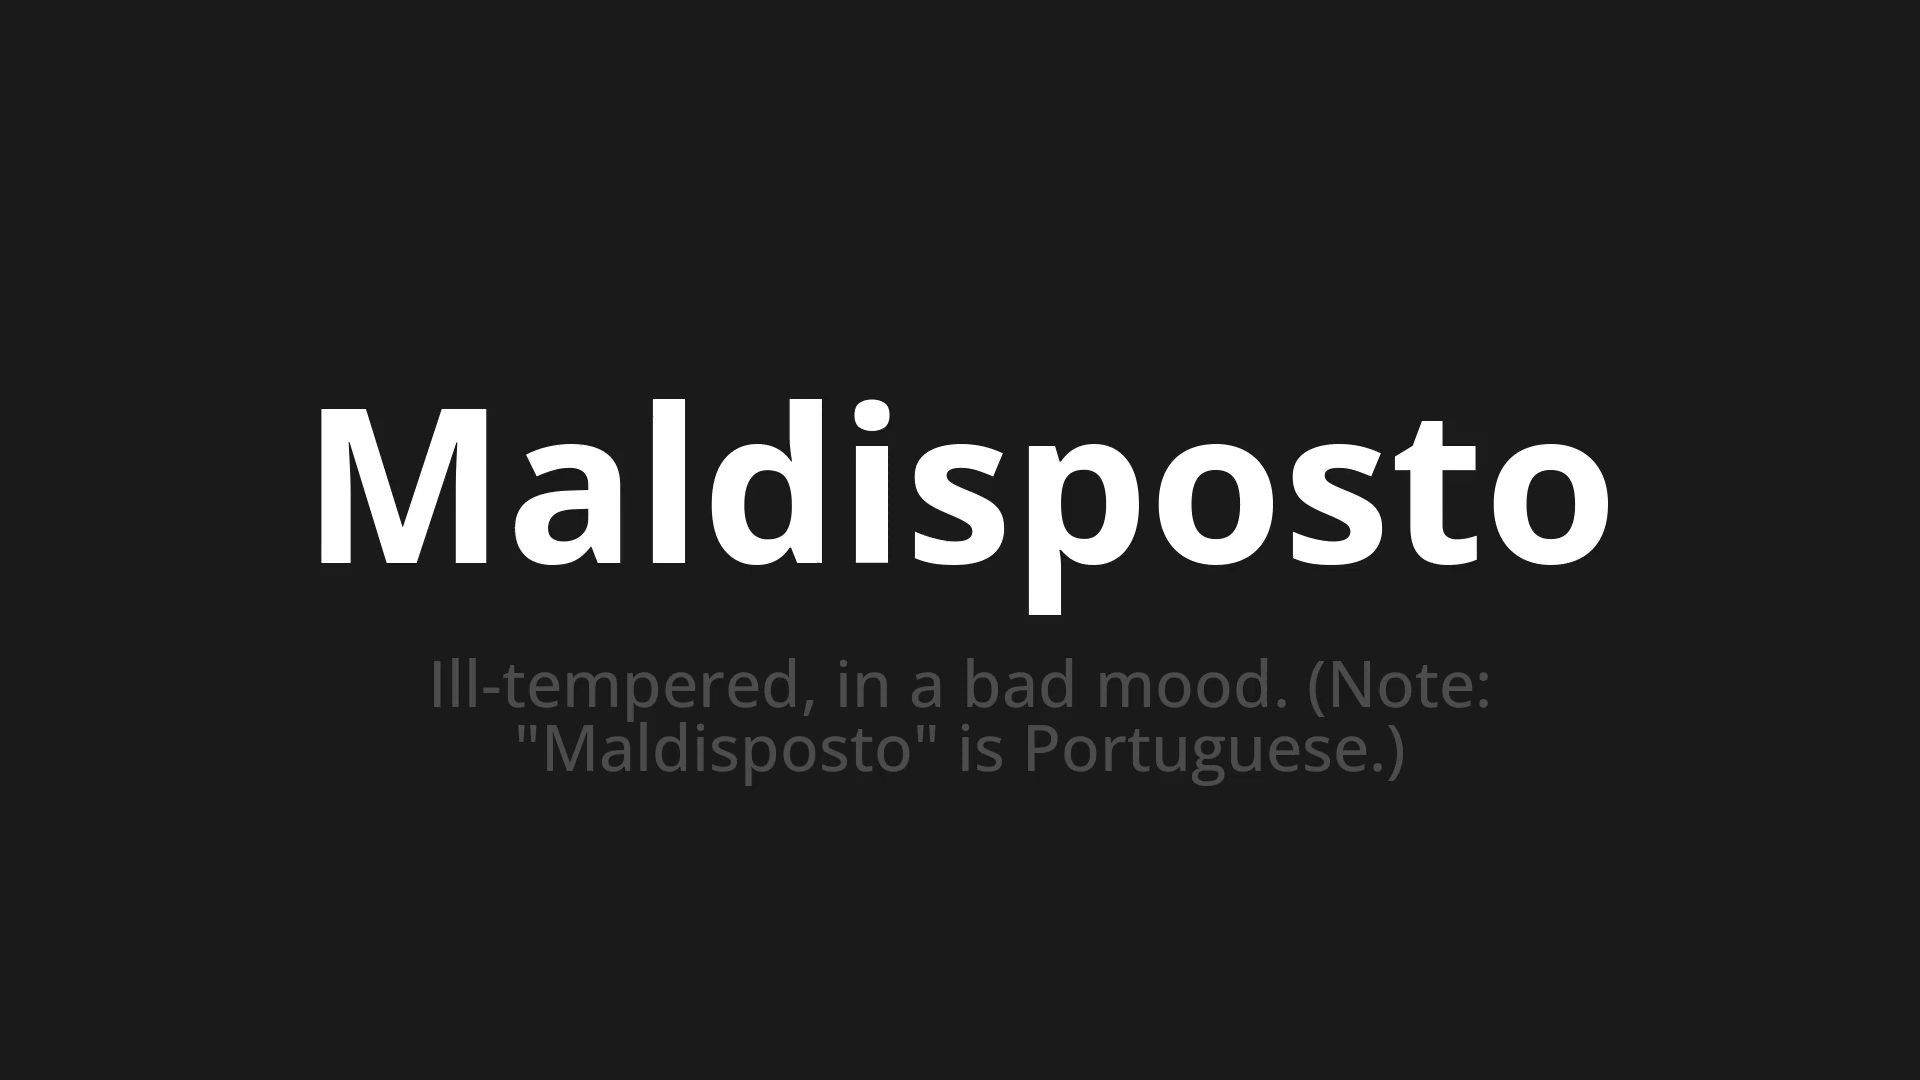 Maldisposto
Ill-tempered, in a bad mood. (Note:
"Maldisposto" is Portuguese.)